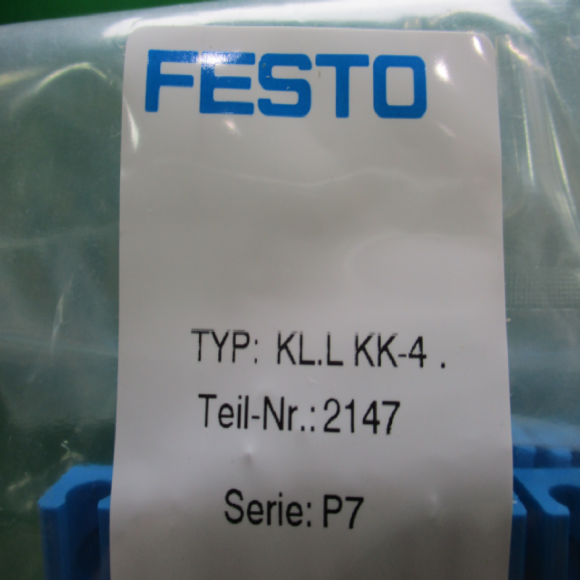 FESTO
TYP: KL.L KK-4 .
Teil-Nr.: 2147
Serie: P7